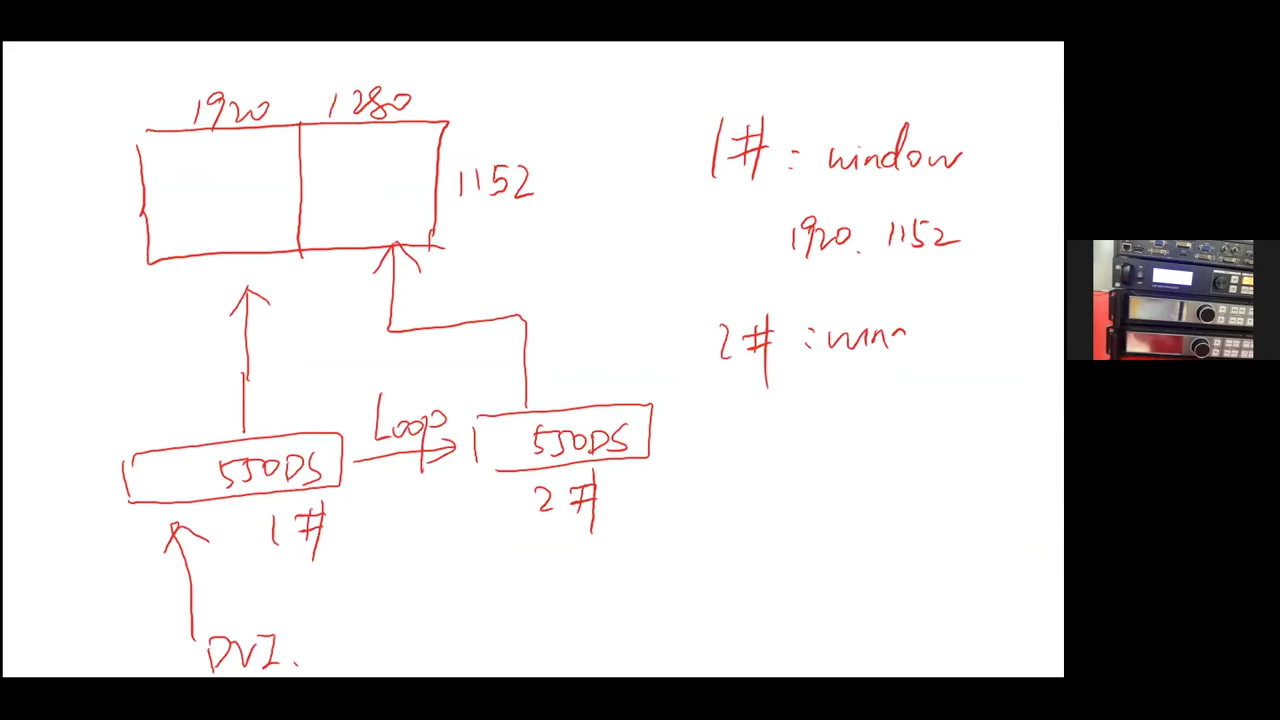 1920 1280
1152
1#: window
1920. 1152
2#:
Loop
550DS
550DS
1#
2#
DVI.